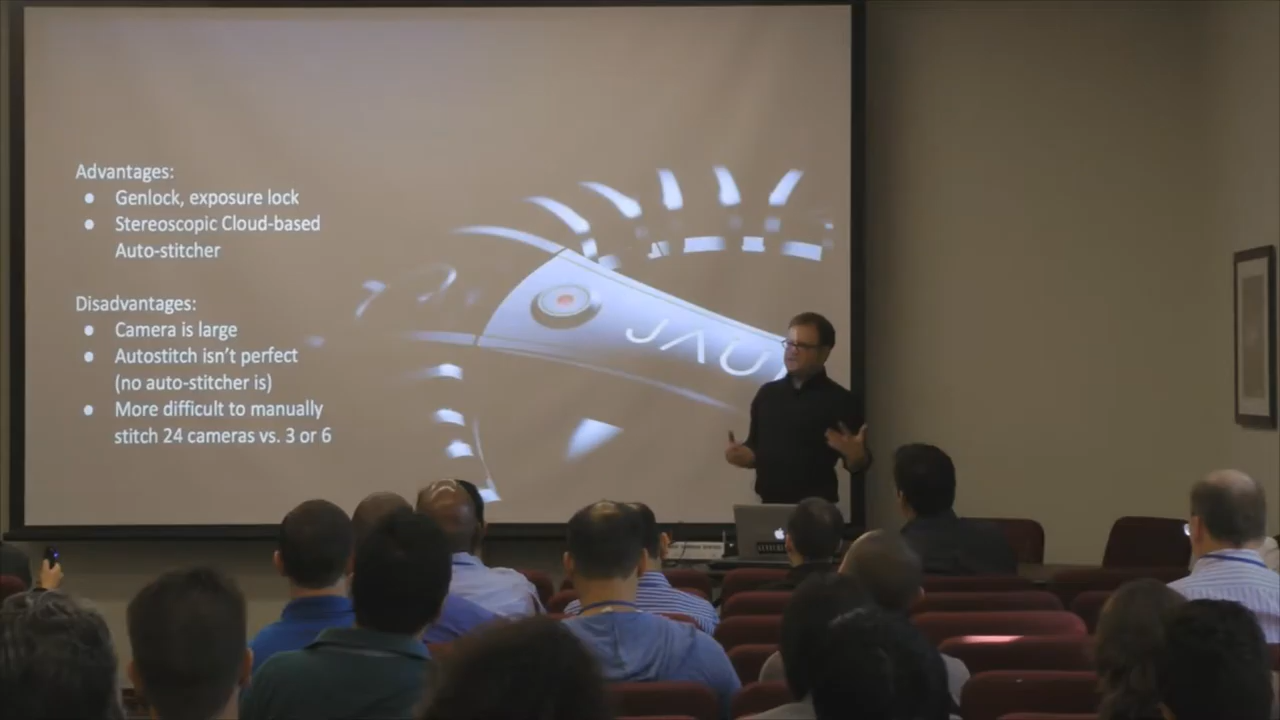 Advantages:
● Genlock, exposure lock
● Stereoscopic Cloud-based
Auto-stitcher
Disadvantages:
● Camera is large
● Autostitch isn't perfect
(no auto-stitcher is)
● More difficult to manually
stitch 24 cameras vs. 3 or 6
JAU